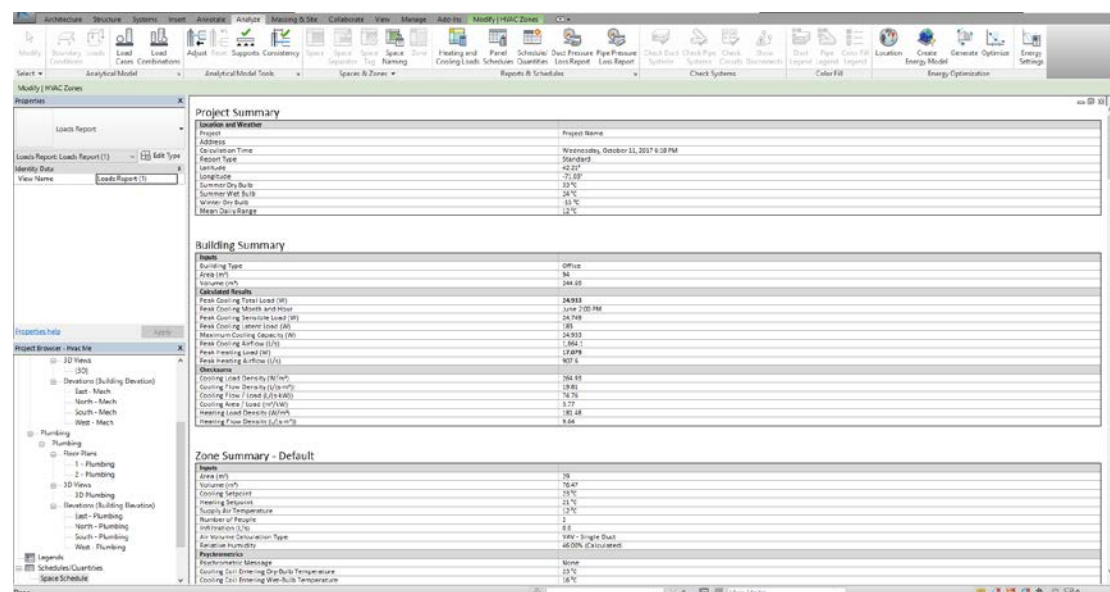 Architecture Structure Systems Insert Annotate Analyze Massing & Site Collaborate View Manage Add-Ins Modify | HVAC Zones
Modify Boundary Conditions Loads Load Cases Load Combinations Adjust Reset Supports Consistency Space Space Separator Space Tag Space Naming Zone Heating and Cooling Loads Panel Schedules Schedule/ Quantities Duct Pressure Loss Report Pipe Pressure Loss Report Check Duct Systems Check Pipe Systems Check Circuits Show Disconnects Duct Legend Pipe Legend Color Fill Legend Location Create Energy Model Generate Optimize Energy Settings
Select Analytical Model Analytical Model Tools Spaces & Zones Reports & Schedules Check Systems Color Fill Energy Optimization
Modify | HVAC Zones
Properties X
Loads Report
Loads Report: Loads Report (1) Edit Type
Identity Data
View Name Loads Report (1)
Properties help Apply
Project Browser - Hvac Me X
3D Views
{3D}
Elevations (Building Elevation)
East - Mech
North - Mech
South - Mech
West - Mech
Plumbing
Plumbing
Floor Plans
1 - Plumbing
2 - Plumbing
3D Views
3D Plumbing
Elevations (Building Elevation)
East - Plumbing
North - Plumbing
South - Plumbing
West - Plumbing
Legends
Schedules/Quantities
Space Schedule
Project Summary
Location and Weather
Project Project Name
Address
Calculation Time Wednesday, October 11, 2017 6:10 PM
Report Type Standard
Latitude 42.21°
Longitude -71.03°
Summer Dry Bulb 33 °C
Summer Wet Bulb 24 °C
Winter Dry Bulb -15 °C
Mean Daily Range 12 °C
Building Summary
Inputs
Building Type Office
Area (m²) 94
Volume (m³)
Calculated Results
Peak Cooling Total Load (W) 24,933
Peak Cooling Month and Hour June 2:00 PM
Peak Cooling Sensible Load (W) 24,749
Peak Cooling Latent Load (W)
Maximum Cooling Capacity (W) 24,933
Peak Cooling Airflow (L/s) 1,864.1
Peak Heating Load (W) 17,079
Peak Heating Airflow (L/s) 907.6
Checksums
Cooling Load Density (W/m²) 264.93
Cooling Flow Density (L/(s·m²)) 19.81
Cooling Flow / Load (L/(s·kW)) 74.76
Cooling Area / Load (m²/kW) 3.77
Heating Load Density (W/m²) 181.48
Heating Flow Density (L/(s·m²)) 9.64
Zone Summary - Default
Inputs
Area (m²) 29
Volume (m³) 76.47
Cooling Setpoint 23 °C
Heating Setpoint 21 °C
Supply Air Temperature 12 °C
Number of People 2
Infiltration (L/s) 0.0
Air Volume Calculation Type VAV - Single Duct
Relative Humidity 46.00% (Calculated)
Psychrometrics
Psychrometric Message None
Cooling Coil Entering Dry-Bulb Temperature 23 °C
Cooling Coil Entering Wet-Bulb Temperature 16 °C